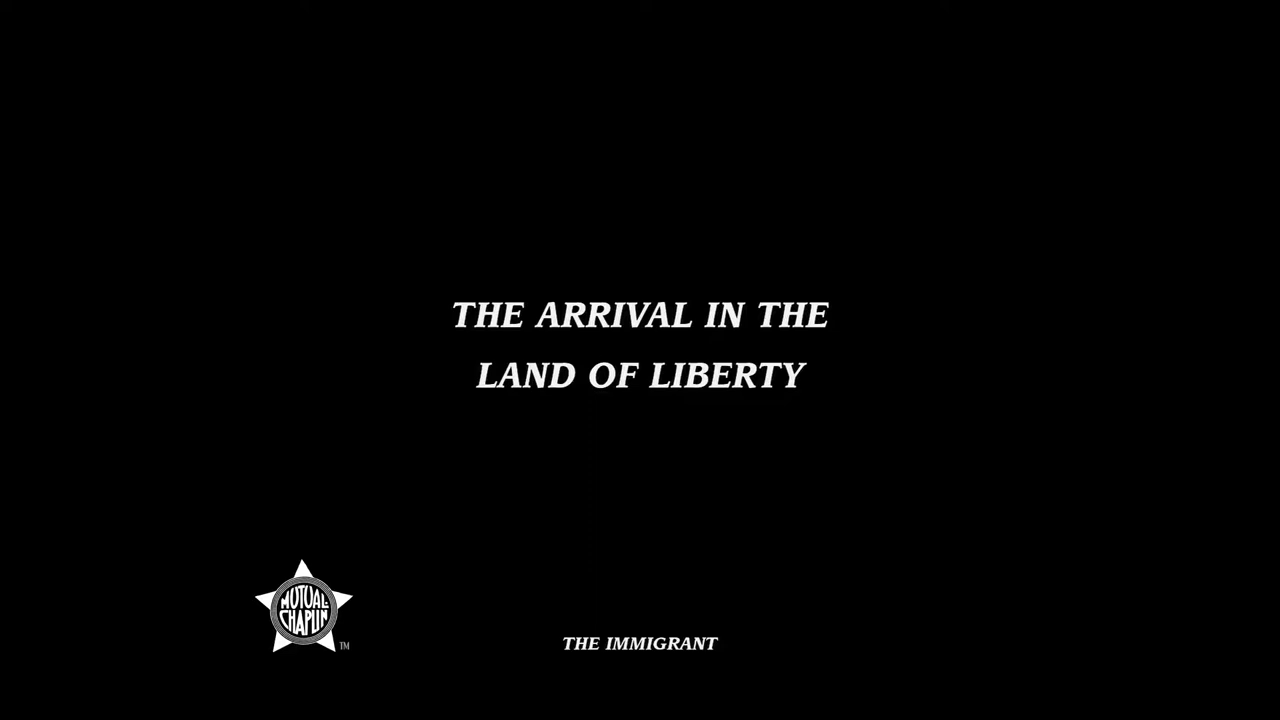 THE ARRIVAL IN THE
LAND OF LIBERTY
MUTUAL-
CHAPLIN
TM
THE IMMIGRANT